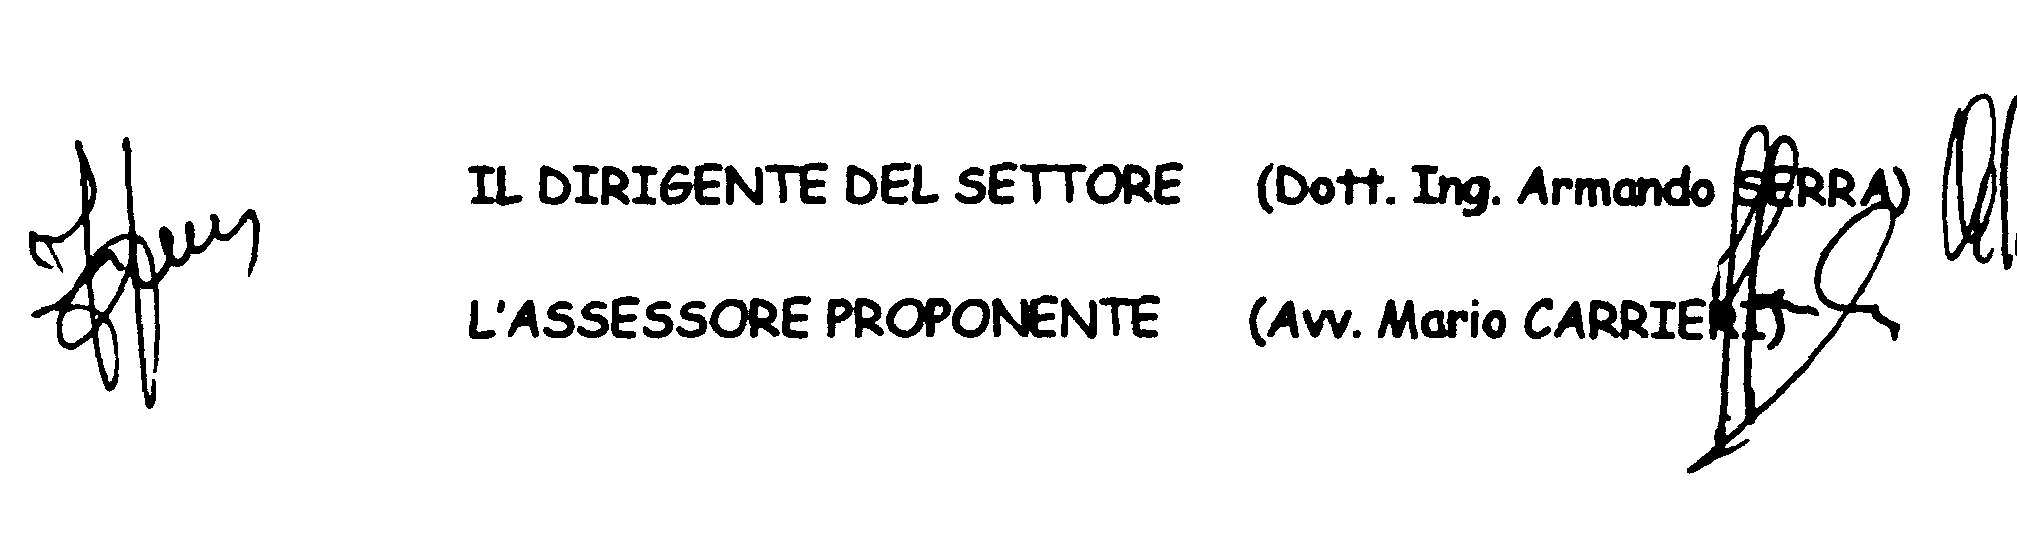 IL DIRIGENTE DEL SETTORE (Dott. Ing. Armando SERRA)
L'ASSESSORE PROPONENTE (Avv. Mario CARRIERI)